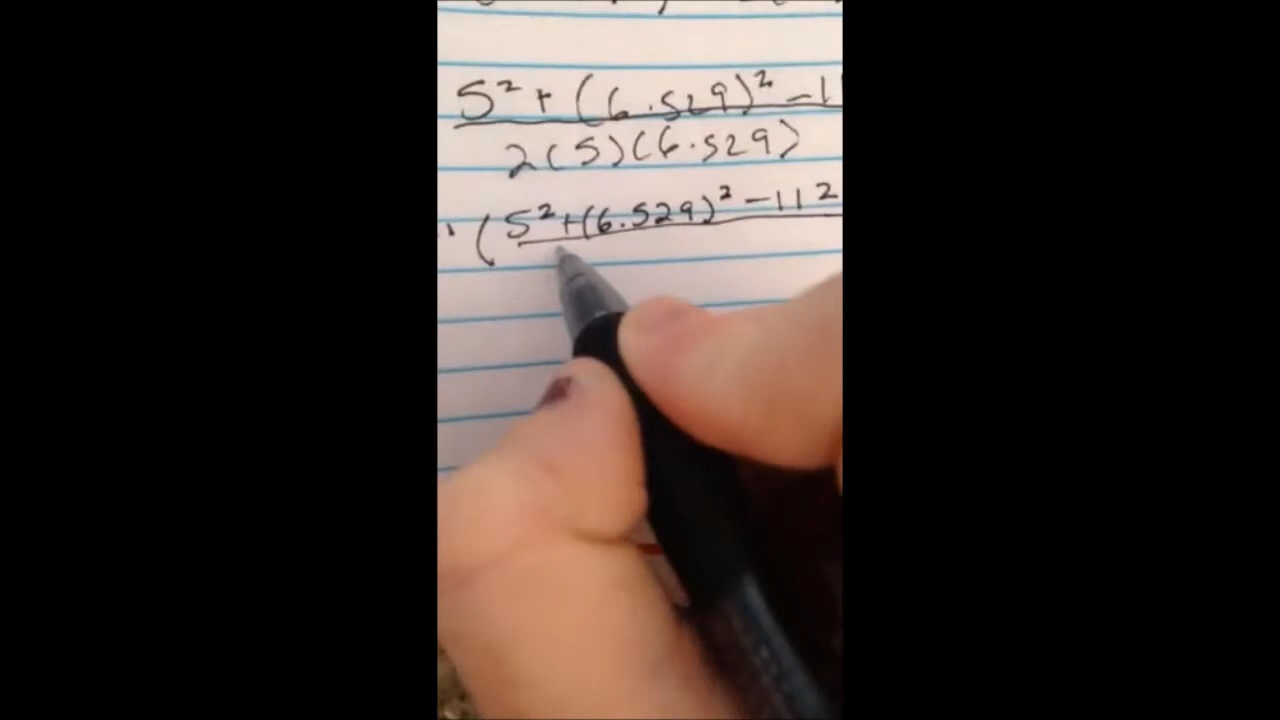 5² + (6.529)² - 1
2(5)(6.529)
(5² + (6.529)² - 11²